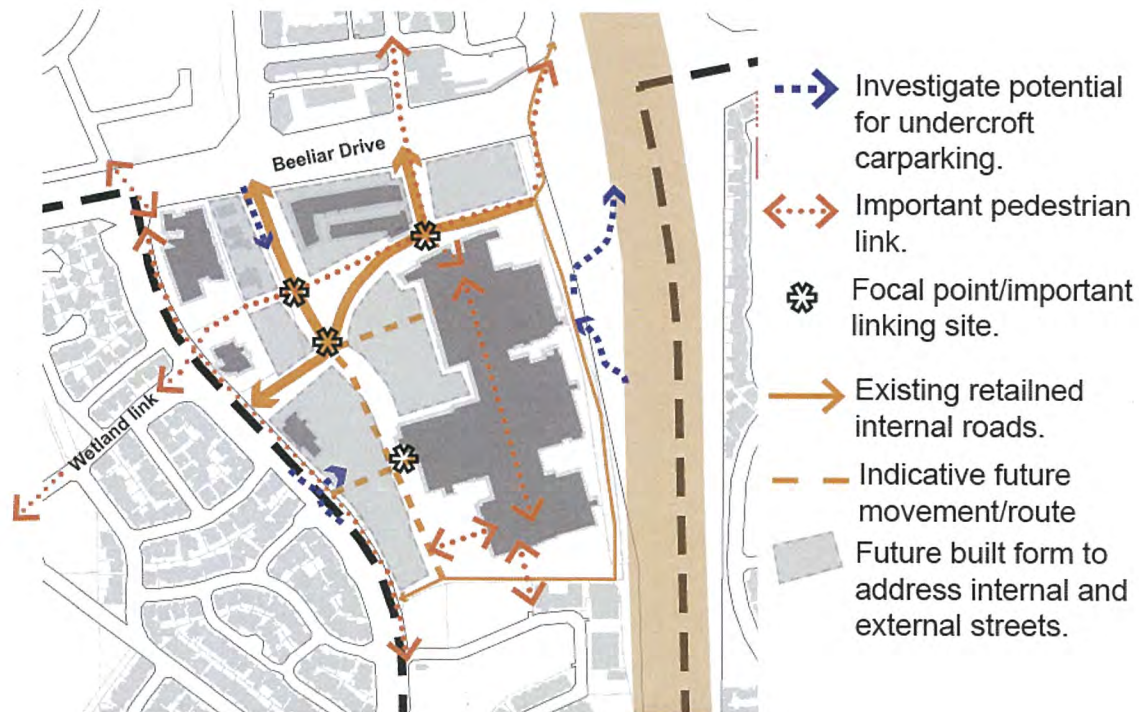 Beeliar Drive
Wetland link
Investigate potential
for undercroft
carparking.
Important pedestrian
link.
Focal point/important
linking site.
Existing retailned
internal roads.
Indicative future
movement/route
Future built form to
address internal and
external streets.